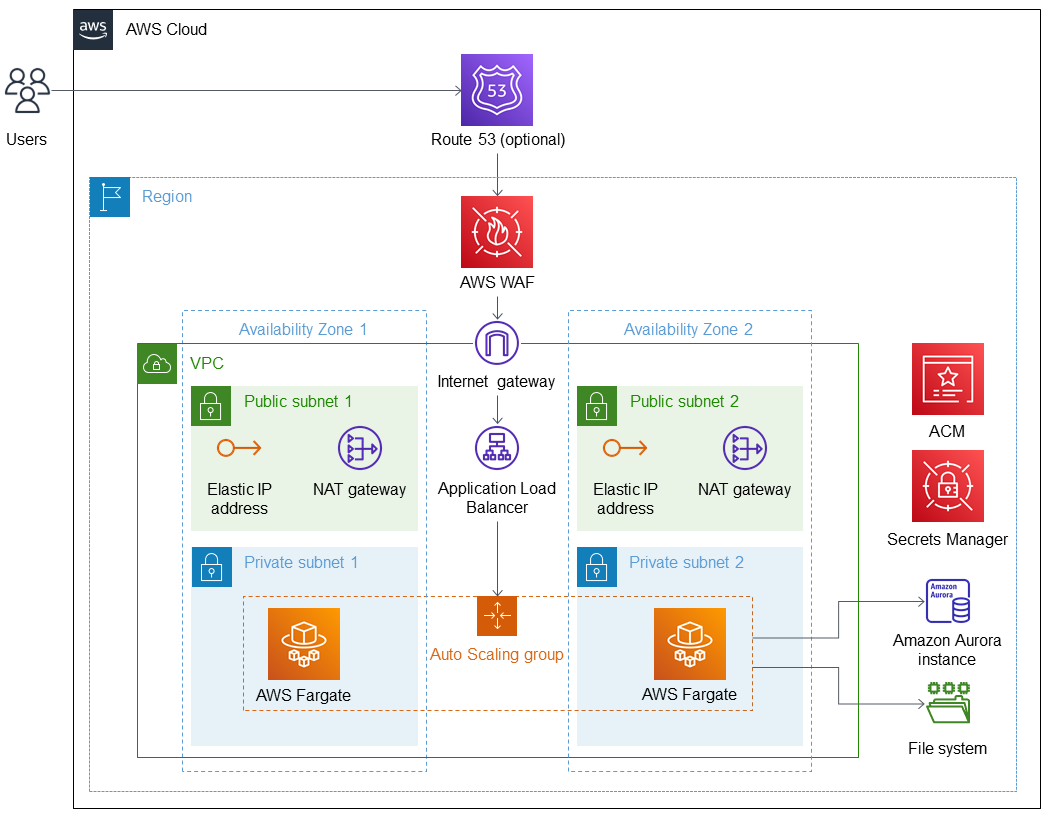 aws
AWS Cloud
Users
53
Route 53 (optional)
Region
AWS WAF
Availability Zone 1
Availability Zone 2
VPC
Internet gateway
Public subnet 1
Public subnet 2
Elastic IP
address
NAT gateway
Application Load
Balancer
Elastic IP
address
NAT gateway
ACM
Secrets Manager
Private subnet 1
Private subnet 2
Auto Scaling group
AWS Fargate
AWS Fargate
Amazon
Aurora
Amazon Aurora
instance
File system